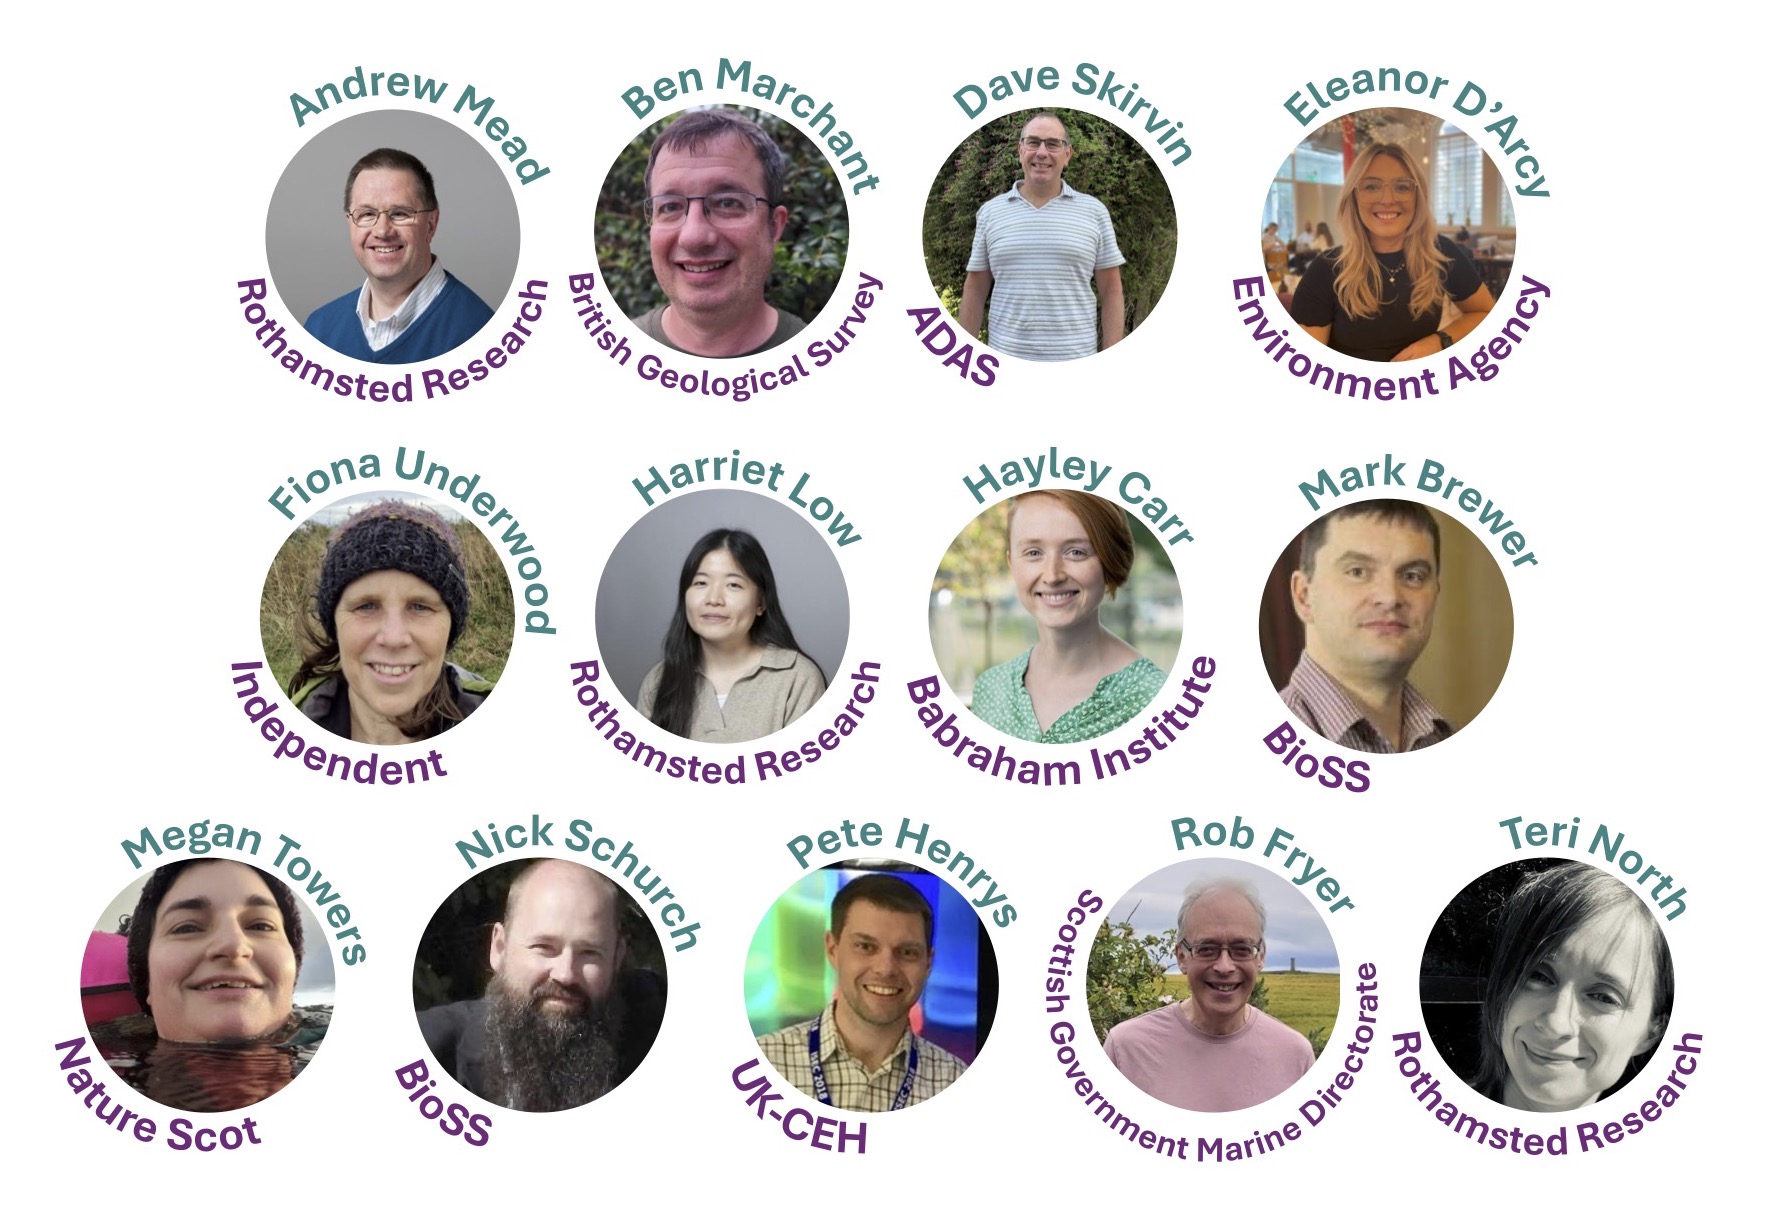 Andrew Mead
Rothamsted Research
Ben Marchant
British Geological Survey
Dave Skirvin
ADAS
Eleanor D’Arcy
Environment Agency
Fiona Underwood
Independent
Harriet Low
Rothamsted Research
Hayley Carr
Babraham Institute
Mark Brewer
BioSS
Megan Towers
Nature Scot
Nick Schurch
BioSS
Pete Henrys
UK-CEH
Rob Fryer
Scottish Government Marine Directorate
Teri North
Rothamsted Research